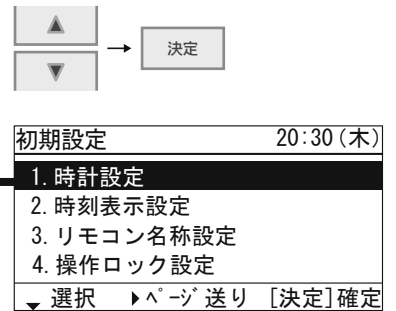 ▲
▼
→ 決定
初期設定 20:30(木)
1.時計設定
2.時刻表示設定
3.リモコン名称設定
4.操作ロック設定
選択 ページ送り [決定]確定